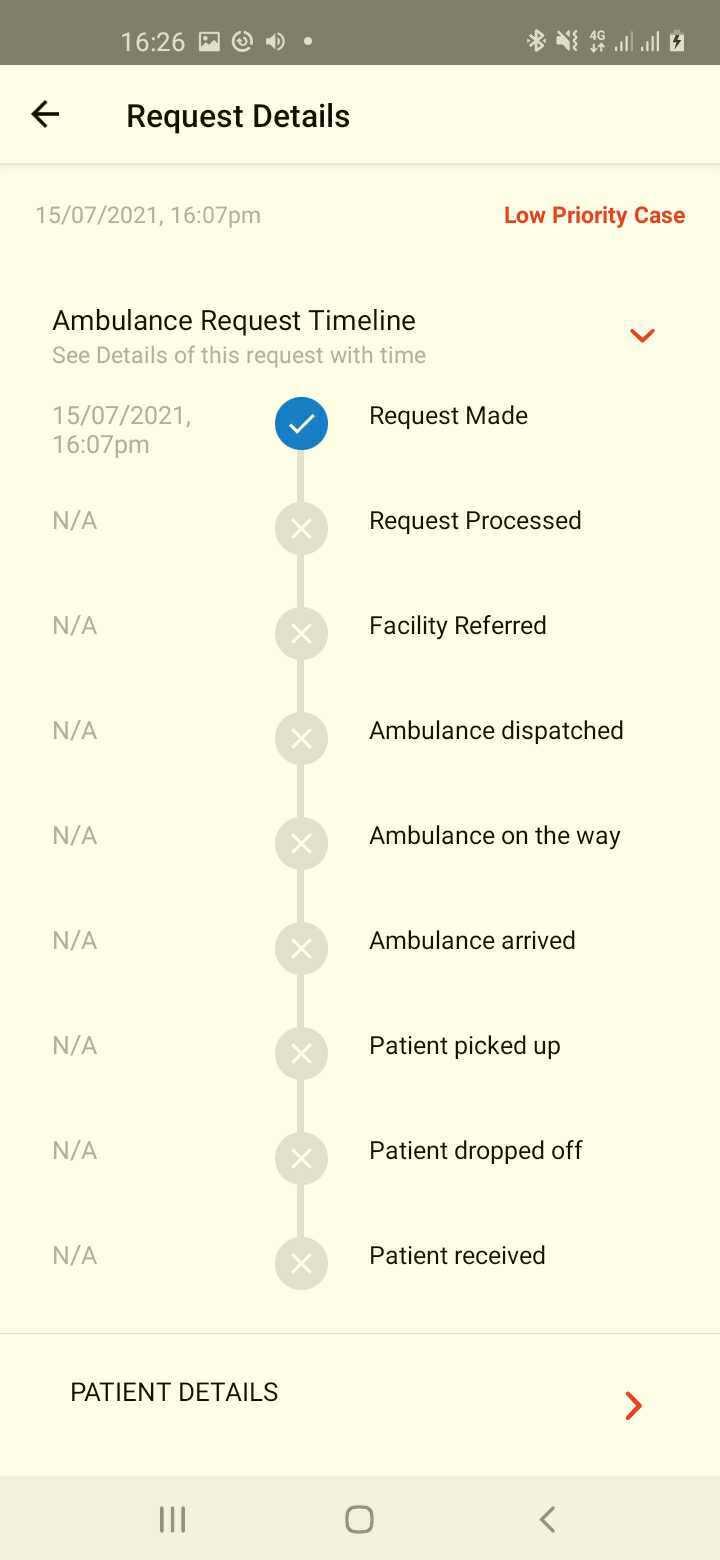 16:26
4G
Request Details
15/07/2021, 16:07pm
Low Priority Case
Ambulance Request Timeline
See Details of this request with time
15/07/2021,
16:07pm
Request Made
N/A
Request Processed
N/A
Facility Referred
N/A
Ambulance dispatched
N/A
Ambulance on the way
N/A
Ambulance arrived
N/A
Patient picked up
N/A
Patient dropped off
N/A
Patient received
PATIENT DETAILS